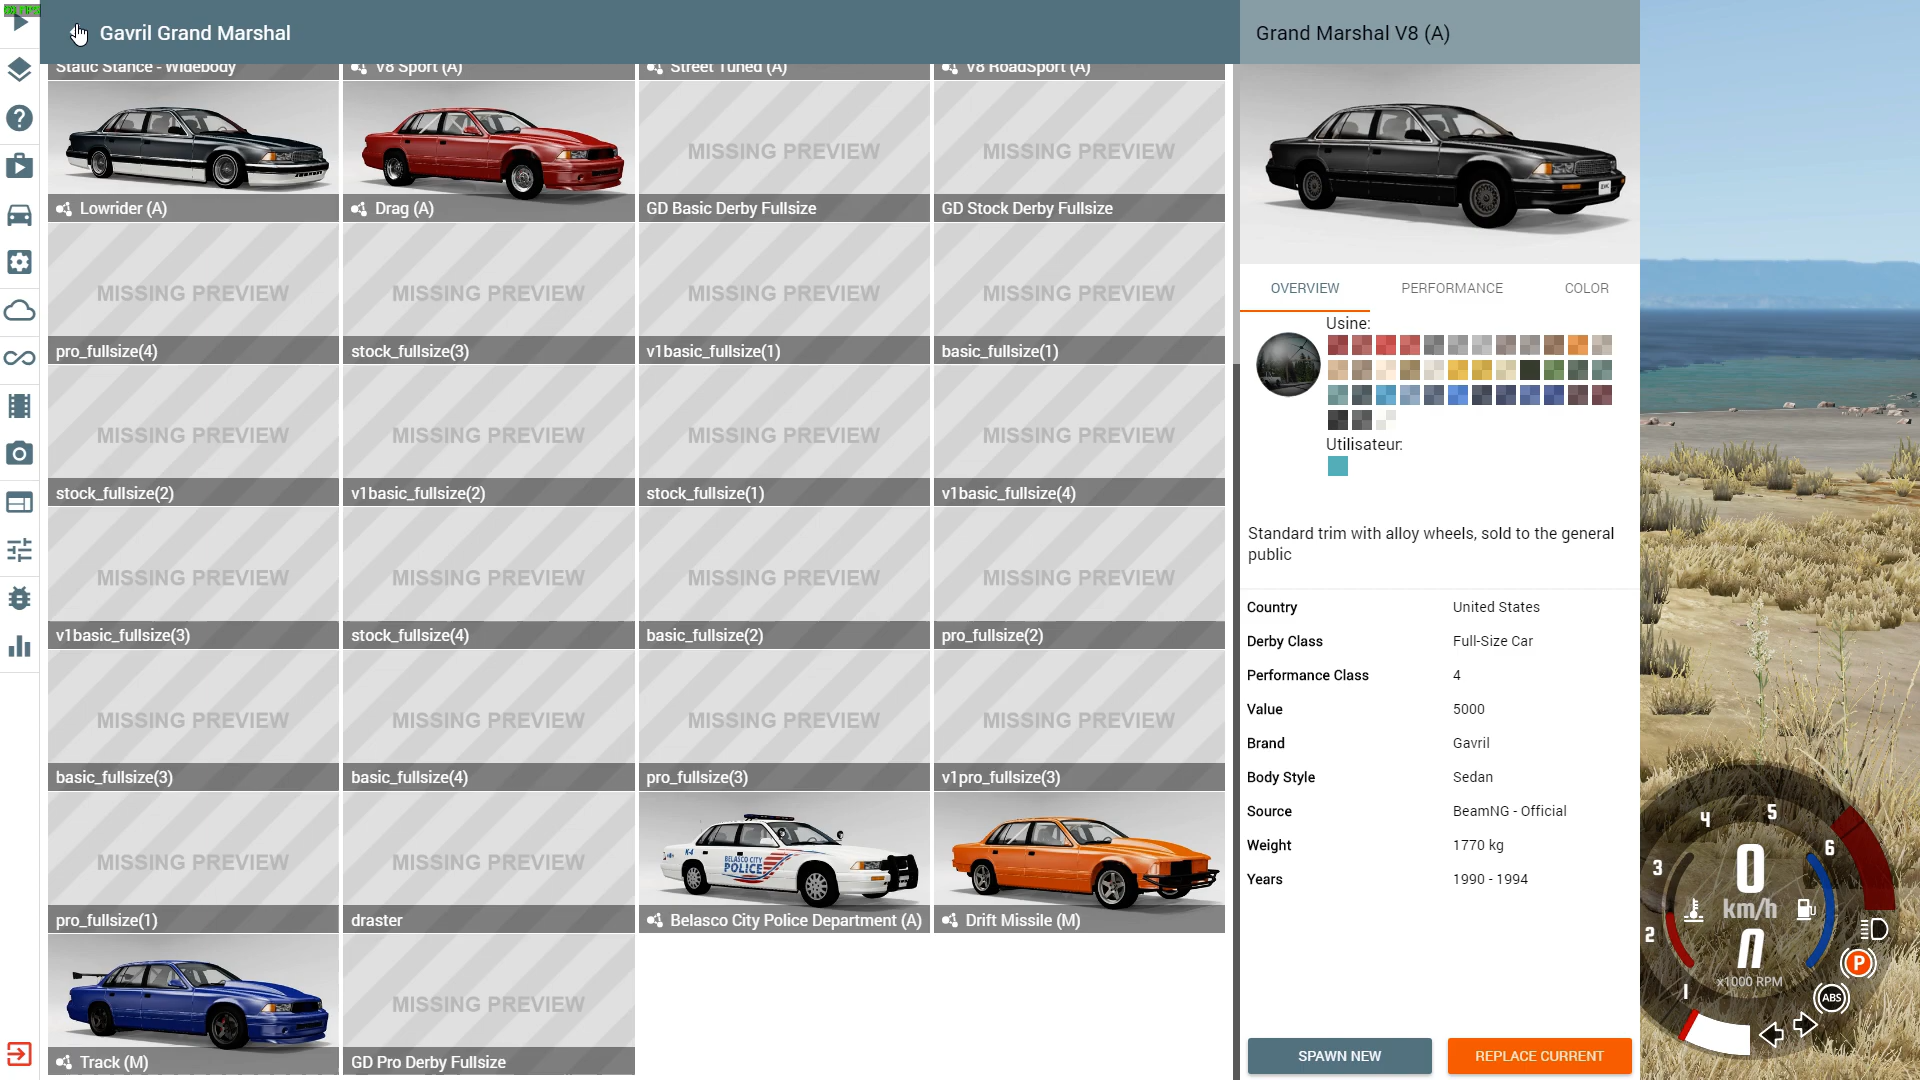 Gavril Grand Marshal
Grand Marshal V8 (A)
Static Stance - Widebody
V8 Sport (A)
Street Tuned (A)
V8 RoadSport (A)
MISSING PREVIEW
MISSING PREVIEW
Lowrider (A)
Drag (A)
GD Basic Derby Fullsize
GD Stock Derby Fullsize
MISSING PREVIEW
MISSING PREVIEW
MISSING PREVIEW
MISSING PREVIEW
pro_fullsize(4)
stock_fullsize(3)
v1basic_fullsize(1)
basic_fullsize(1)
MISSING PREVIEW
MISSING PREVIEW
MISSING PREVIEW
MISSING PREVIEW
stock_fullsize(2)
v1basic_fullsize(2)
stock_fullsize(1)
v1basic_fullsize(4)
MISSING PREVIEW
MISSING PREVIEW
MISSING PREVIEW
MISSING PREVIEW
v1basic_fullsize(3)
stock_fullsize(4)
basic_fullsize(2)
pro_fullsize(2)
MISSING PREVIEW
MISSING PREVIEW
MISSING PREVIEW
MISSING PREVIEW
basic_fullsize(3)
basic_fullsize(4)
pro_fullsize(3)
v1pro_fullsize(3)
MISSING PREVIEW
MISSING PREVIEW
K-4
BELASCO CITY
POLICE
pro_fullsize(1)
draster
Belasco City Police Department (A)
Drift Missile (M)
MISSING PREVIEW
Track (M)
GD Pro Derby Fullsize
OVERVIEW
PERFORMANCE
COLOR
Usine:
Utilisateur:
Standard trim with alloy wheels, sold to the general
public
Country United States
Derby Class Full-Size Car
Performance Class 4
Value 5000
Brand Gavril
Body Style Sedan
Source BeamNG - Official
Weight 1770 kg
Years 1990 - 1994
SPAWN NEW
REPLACE CURRENT
1
2
3
4
5
6
0
km/h
n
x1000 RPM
P
ABS